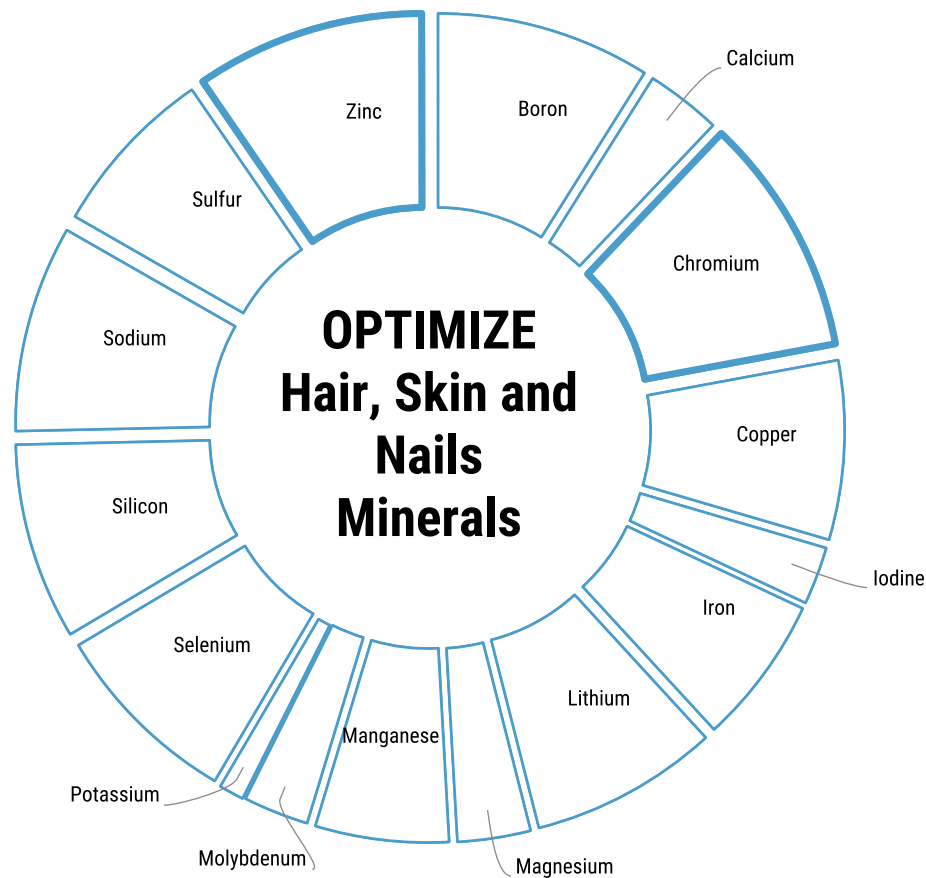 Calcium
Zinc
Boron
Sulfur
Chromium
OPTIMIZE
Hair, Skin and
Nails
Minerals
Sodium
Copper
Silicon
Iodine
Iron
Selenium
Lithium
Manganese
Potassium
Molybdenum
Magnesium